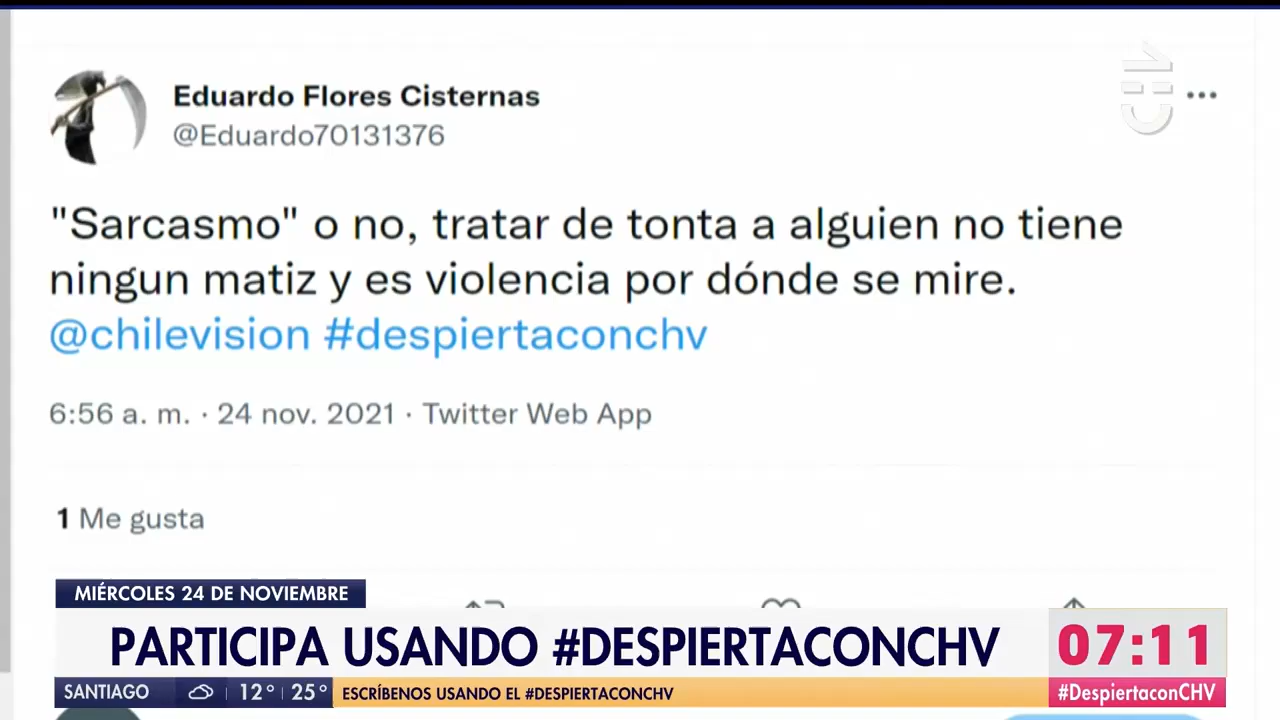 Eduardo Flores Cisternas
@Eduardo70131376
CHV
"Sarcasmo" o no, tratar de tonta a alguien no tiene
ningun matiz y es violencia por dónde se mire.
@chilevision #despiertaconchv
6:56 a. m. · 24 nov. 2021 · Twitter Web App
1 Me gusta
MIÉRCOLES 24 DE NOVIEMBRE
PARTICIPA USANDO #DESPIERTACONCHV
07:11
SANTIAGO 12° 25° ESCRÍBENOS USANDO EL #DESPIERTACONCHV
#DespiertaconCHV